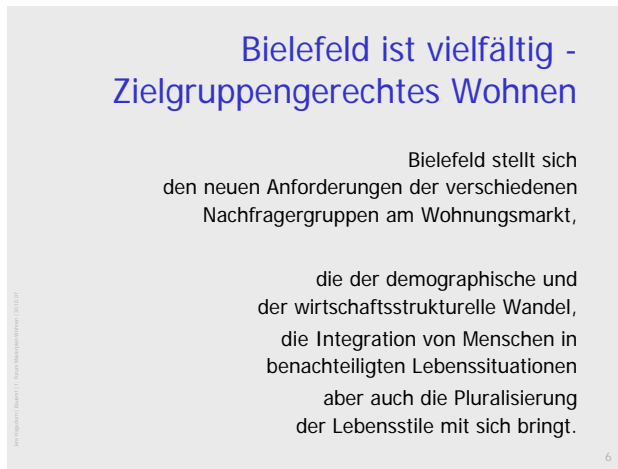 Bielefeld ist vielfältig -
Zielgruppengerechtes Wohnen
Bielefeld stellt sich
den neuen Anforderungen der verschiedenen
Nachfragergruppen am Wohnungsmarkt,
die der demographische und
der wirtschaftsstrukturelle Wandel,
die Integration von Menschen in
benachteiligten Lebenssituationen
aber auch die Pluralisierung
der Lebensstile mit sich bringt.
6